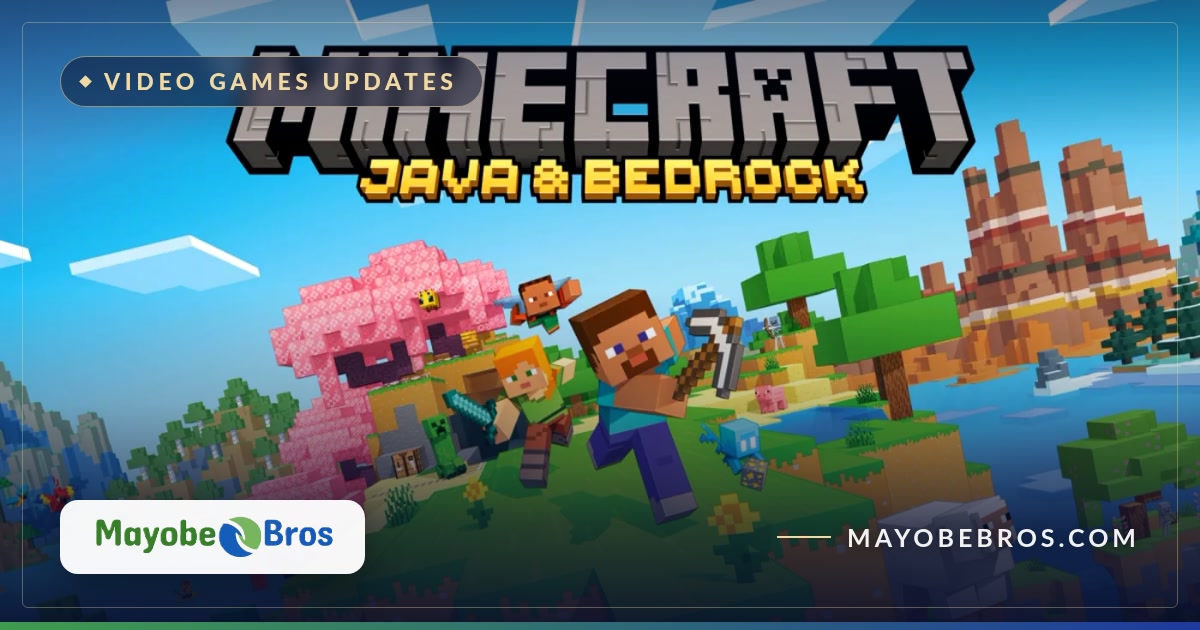 VIDEO GAMES UPDATES
MINECRAFT
JAVA & BEDROCK
Mayobe Bros
MAYOBEBROS.COM